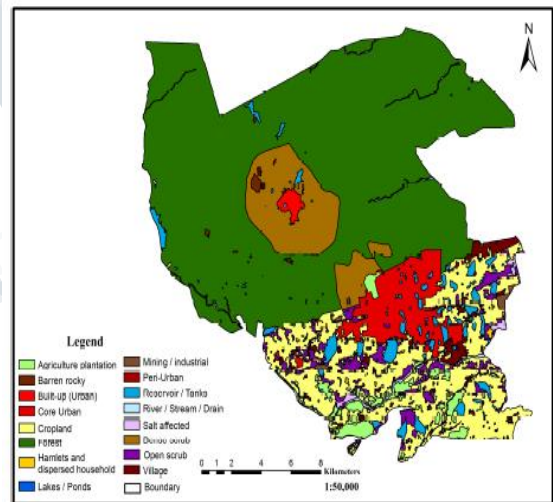 N
Legend
Agriculture plantation
Barren rocky
Built-up (Urban)
Core Urban
Cropland
Forest
Hamlets and
dispersed household
Lakes / Ponds
Mining / industrial
Peri-Urban
Reservoir / Tanks
River / Stream / Drain
Salt affected
Dense scrub
Open scrub
Village
Boundary
0 1 2 4 6 8
Kilometers
1:50,000